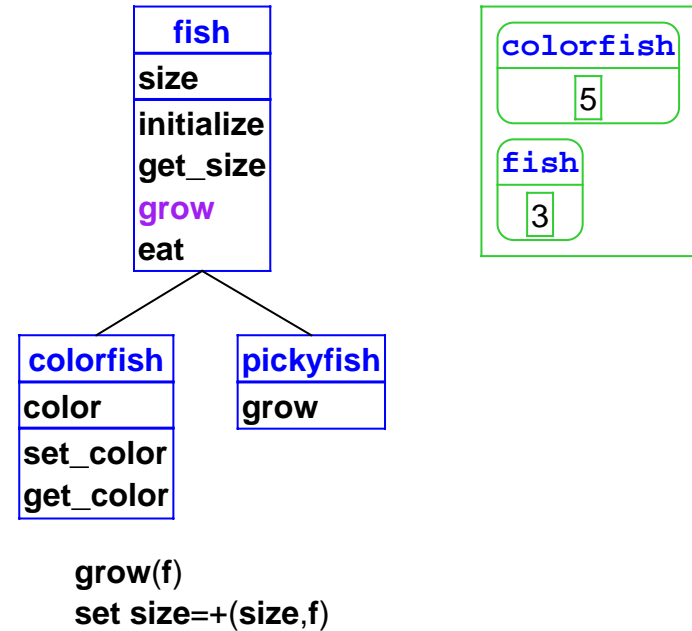 fish
size
initialize
get_size
grow
eat
colorfish
color
set_color
get_color
pickyfish
grow
grow(f)
set size=+(size,f)
colorfish
5
fish
3